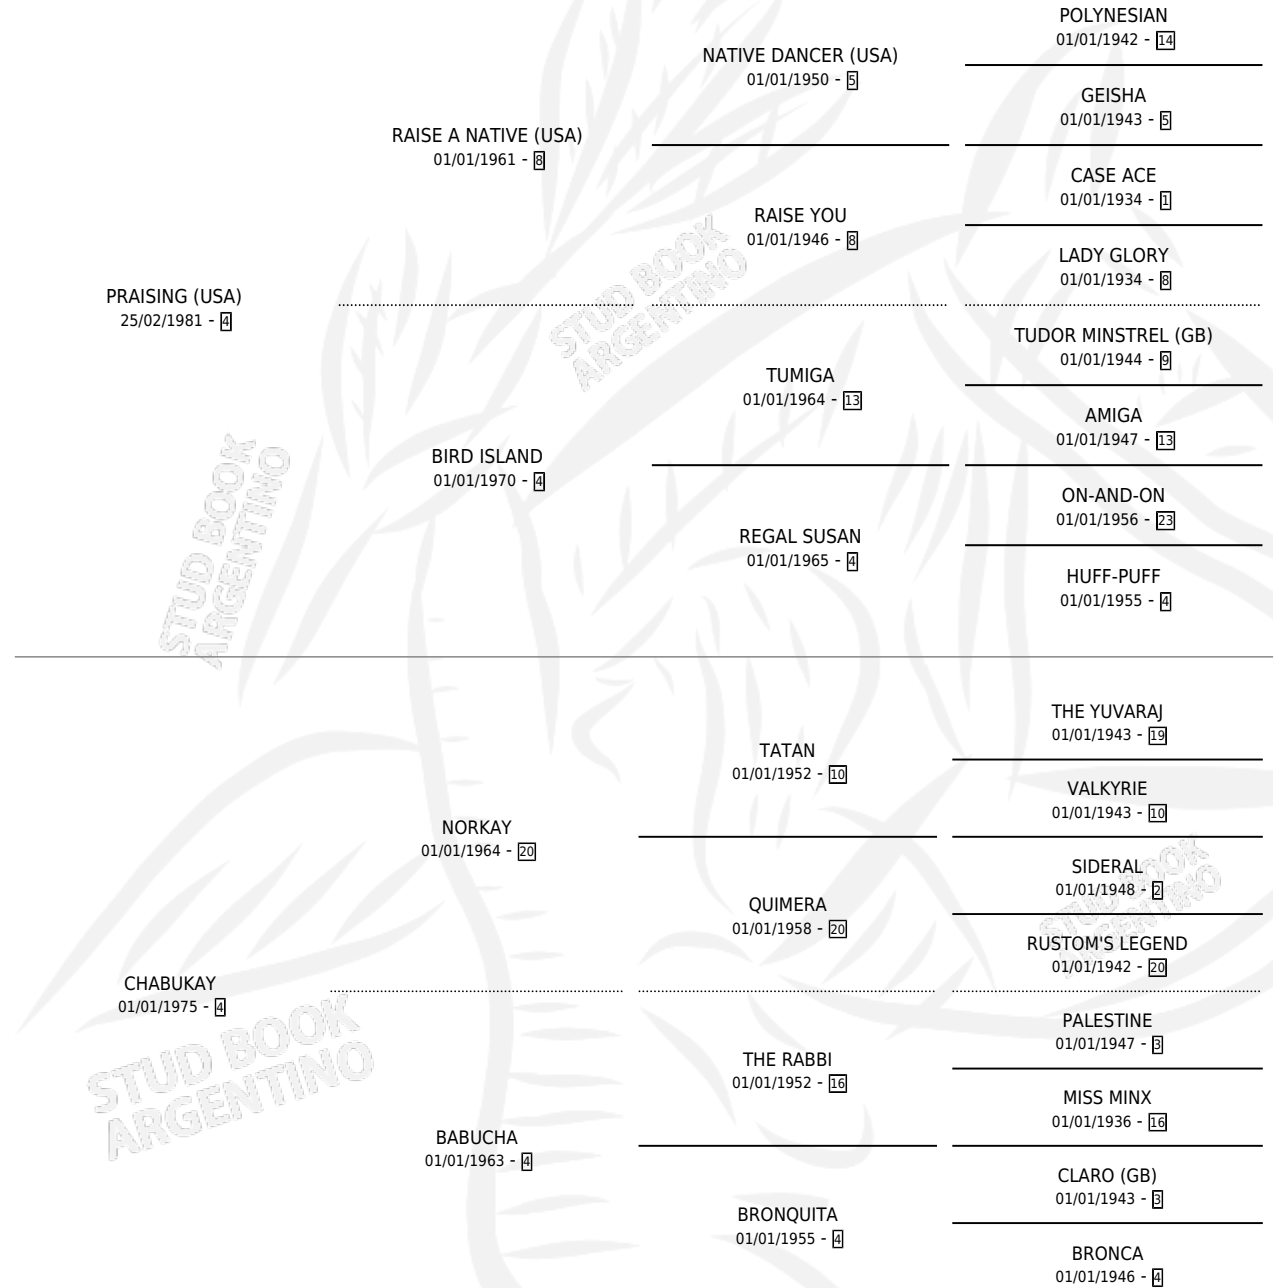 POLYNESIAN
01/01/1942 - 14
NATIVE DANCER (USA)
01/01/1950 - 5
GEISHA
01/01/1943 - 5
RAISE A NATIVE (USA)
01/01/1961 - 8
CASE ACE
01/01/1934 - 1
RAISE YOU
01/01/1946 - 8
LADY GLORY
01/01/1934 - 8
PRAISING (USA)
25/02/1981 - 4
STUD BOOK
ARGENTINO
TUDOR MINSTREL (GB)
01/01/1944 - 9
TUMIGA
01/01/1964 - 13
AMIGA
01/01/1947 - 13
BIRD ISLAND
01/01/1970 - 4
ON-AND-ON
01/01/1956 - 23
REGAL SUSAN
01/01/1965 - 4
HUFF-PUFF
01/01/1955 - 4
STUD BOOK
ARGENTINO
THE YUVARAJ
01/01/1943 - 19
TATAN
01/01/1952 - 10
VALKYRIE
01/01/1943 - 10
NORKAY
01/01/1964 - 20
SIDERAL
01/01/1948 - 2
QUIMERA
01/01/1958 - 20
STUD BOOK
ARGENTINO
RUSTOM'S LEGEND
01/01/1942 - 20
CHABUKAY
01/01/1975 - 4
PALESTINE
01/01/1947 - 3
THE RABBI
01/01/1952 - 16
STUD BOOK
ARGENTINO
MISS MINX
01/01/1936 - 16
BABUCHA
01/01/1963 - 4
CLARO (GB)
01/01/1943 - 3
BRONQUITA
01/01/1955 - 4
BRONCA
01/01/1946 - 4